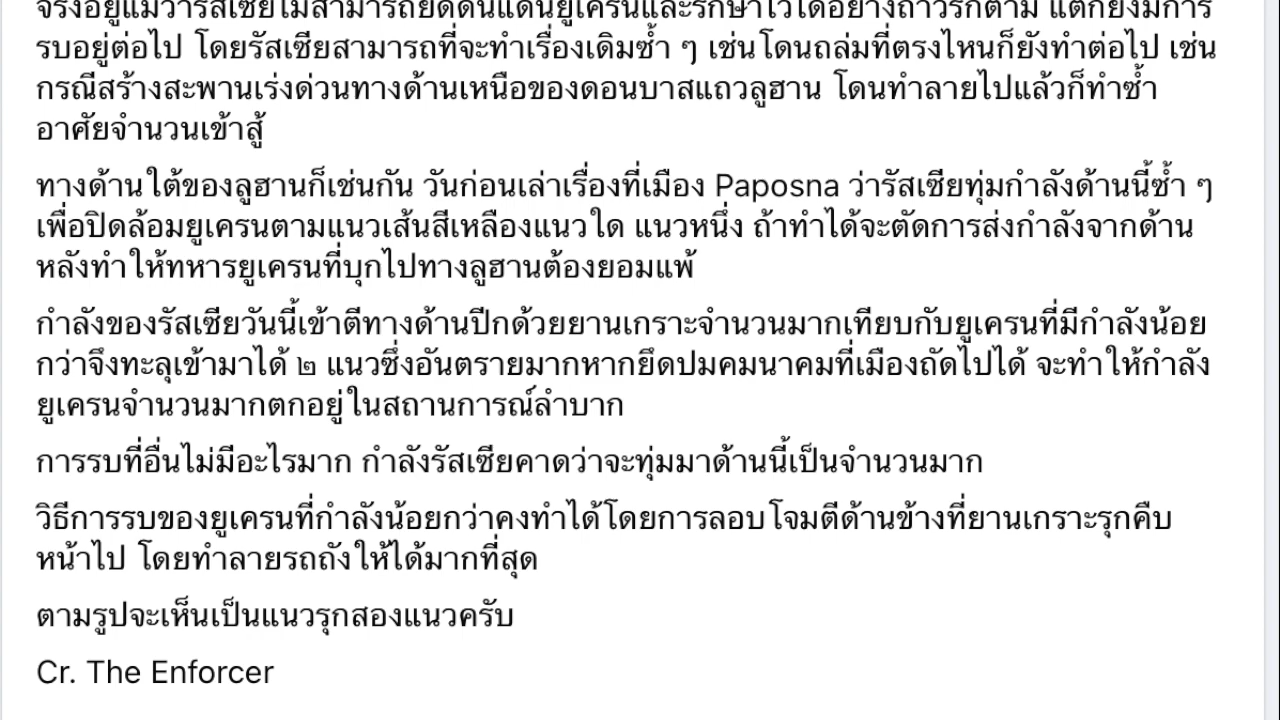 จริงอยู่แม้ว่ารัสเซียไม่สามารถยึดดินแดนยูเครนและรักษาไว้ได้อย่างถาวรก็ตาม แต่ก็ยังมีการ
รบอยู่ต่อไป โดยรัสเซียสามารถที่จะทำเรื่องเดิมซ้ำ ๆ เช่นโดนถล่มที่ตรงไหนก็ยังทำต่อไป เช่น
กรณีสร้างสะพานเร่งด่วนทางด้านเหนือของดอนบาสแถวลูฮาน โดนทำลายไปแล้วก็ทำซ้ำ
อาศัยจำนวนเข้าสู้
ทางด้านใต้ของลูฮานก็เช่นกัน วันก่อนเล่าเรื่องที่เมือง Paposna ว่ารัสเซียทุ่มกำลังด้านนี้ซ้ำ ๆ
เพื่อปิดล้อมยูเครนตามแนวเส้นสีเหลืองแนวใด แนวหนึ่ง ถ้าทำได้จะตัดการส่งกำลังจากด้าน
หลังทำให้ทหารยูเครนที่บุกไปทางลูฮานต้องยอมแพ้
กำลังของรัสเซียวันนี้เข้าตีทางด้านปีกด้วยยานเกราะจำนวนมากเทียบกับยูเครนที่มีกำลังน้อย
กว่าจึงทะลุเข้ามาได้ ๒ แนวซึ่งอันตรายมากหากยึดปมคมนาคมที่เมืองถัดไปได้ จะทำให้กำลัง
ยูเครนจำนวนมากตกอยู่ในสถานการณ์ลำบาก
การรบที่อื่นไม่มีอะไรมาก กำลังรัสเซียคาดว่าจะทุ่มมาด้านนี้เป็นจำนวนมาก
วิธีการรบของยูเครนที่กำลังน้อยกว่าคงทำได้โดยการลอบโจมตีด้านข้างที่ยานเกราะรุกคืบ
หน้าไป โดยทำลายรถถังให้ได้มากที่สุด
ตามรูปจะเห็นเป็นแนวรุกสองแนวครับ
Cr. The Enforcer